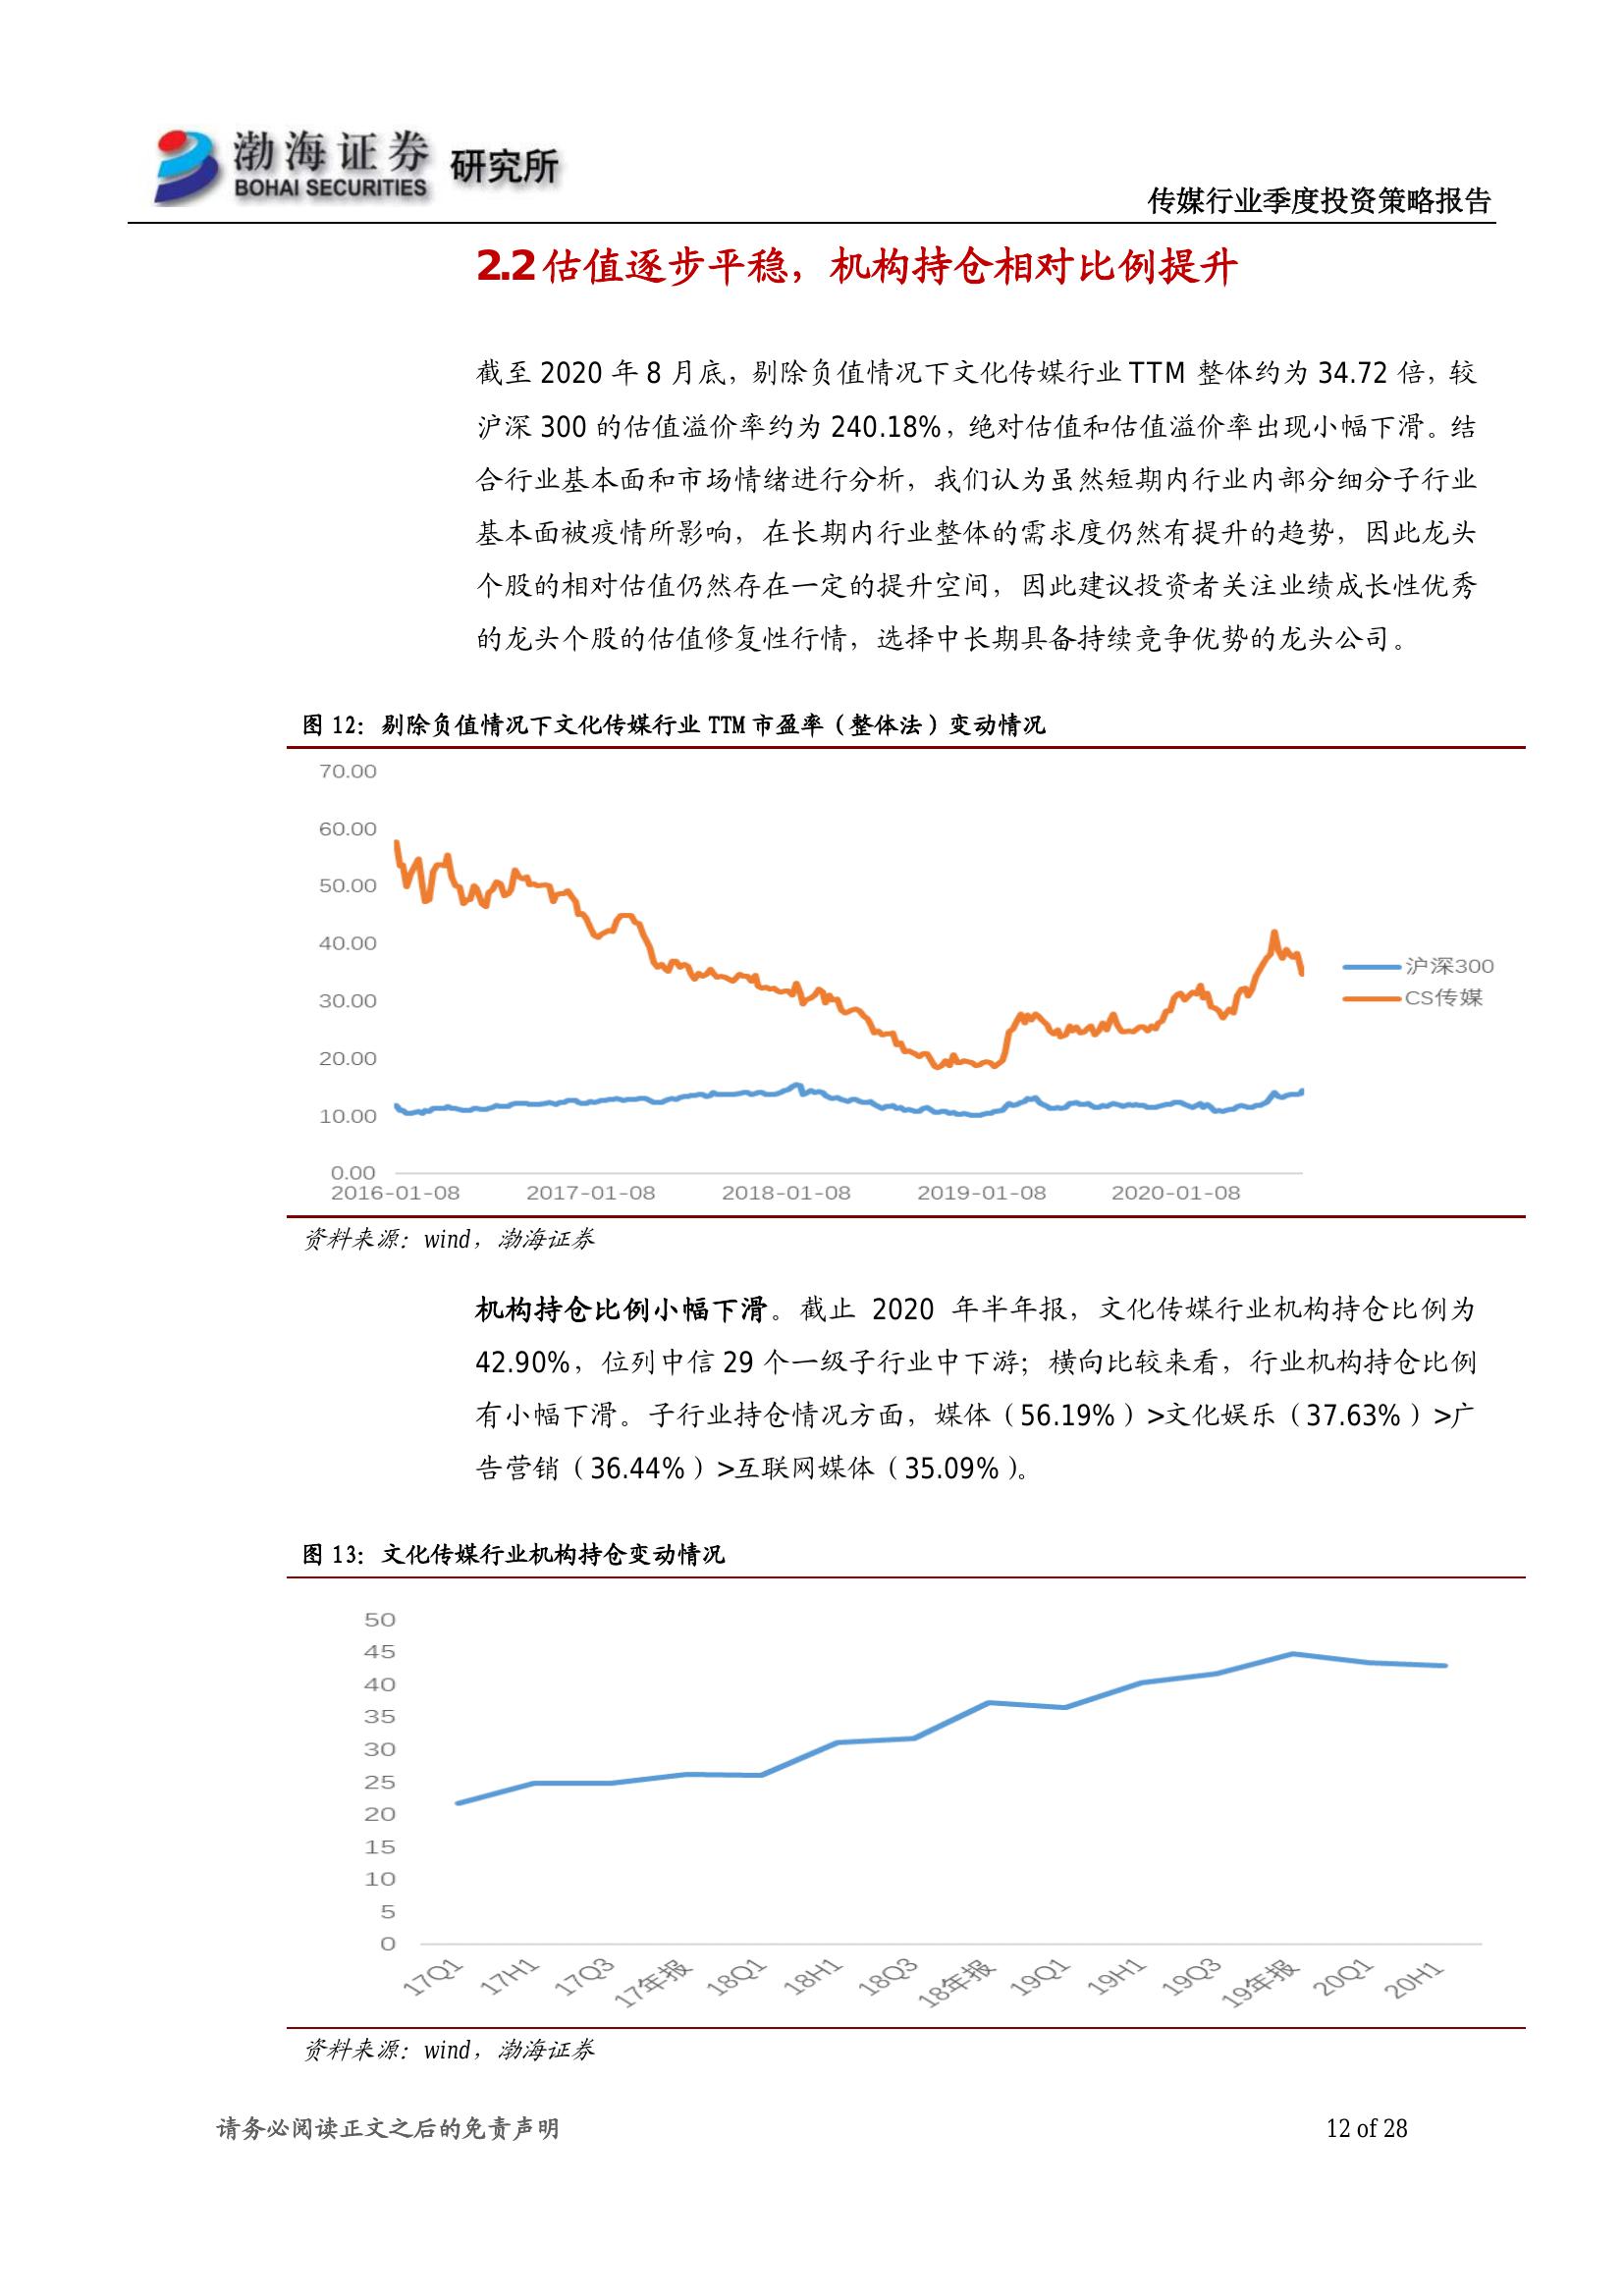 渤海证券 研究所
BOHAI SECURITIES
传媒行业季度投资策略报告
2.2估值逐步平稳，机构持仓相对比例提升
截至 2020 年 8 月底，剔除负值情况下文化传媒行业 TTM 整体约为 34.72 倍，较
沪深 300 的估值溢价率约为 240.18%，绝对估值和估值溢价率出现小幅下滑。结
合行业基本面和市场情绪进行分析，我们认为虽然短期内行业内部分细分子行业
基本面被疫情所影响，在长期内行业整体的需求度仍然有提升的趋势，因此龙头
个股的相对估值仍然存在一定的提升空间，因此建议投资者关注业绩成长性优秀
的龙头个股的估值修复性行情，选择中长期具备持续竞争优势的龙头公司。
图 12：剔除负值情况下文化传媒行业 TTM 市盈率（整体法）变动情况
70.00
60.00
50.00
40.00
30.00
20.00
10.00
0.00
沪深300
CS传媒
2016-01-08 2017-01-08 2018-01-08 2019-01-08 2020-01-08
资料来源：wind，渤海证券
机构持仓比例小幅下滑。截止 2020 年半年报，文化传媒行业机构持仓比例为
42.90%，位列中信 29 个一级子行业中下游；横向比较来看，行业机构持仓比例
有小幅下滑。子行业持仓情况方面，媒体（56.19%）>文化娱乐（37.63%）>广
告营销（36.44%）>互联网媒体（35.09%）。
图 13：文化传媒行业机构持仓变动情况
50
45
40
35
30
25
20
15
10
5
0
17Q1 17H1 17Q3 17年报 18Q1 18H1 18Q3 18年报 19Q1 19H1 19Q3 19年报 20Q1 20H1
资料来源：wind，渤海证券
请务必阅读正文之后的免责声明
12 of 28